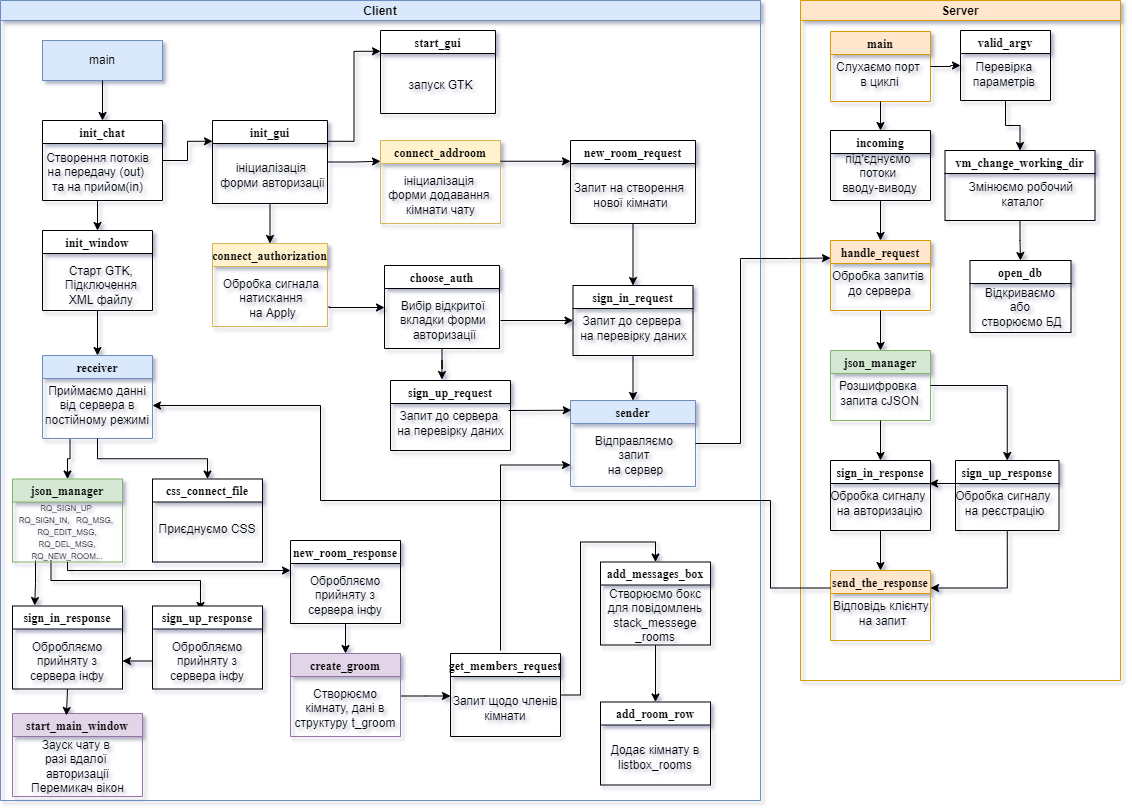 Client
main
init_chat
Створення потоків
на передачу (out)
та на прийом(in)
init_window
Старт GTK,
Підключення
XML файлу
receiver
Приймаємо данні
від сервера в
постійному режимі
json_manager
RQ_SIGN_UP
RQ_SIGN_IN, RQ_MSG,
RQ_EDIT_MSG,
RQ_DEL_MSG,
RQ_NEW_ROOM...
css_connect_file
Приєднуємо CSS
sign_in_response
Обробляємо
прийняту з
сервера інфу
sign_up_response
Обробляємо
прийняту з
сервера інфу
start_main_window
Зауск чату в
разі вдалої
авторизації
Перемикач вікон
init_gui
ініциалізація
форми авторизації
start_gui
запуск GTK
connect_addroom
ініциалізація
форми додавання
кімнати чату
new_room_request
Запит на створення
нової кімнати
connect_authorization
Обробка сигнала
натискання
на Apply
choose_auth
Вибір відкритої
вкладки форми
авторизації
sign_in_request
Запит до сервера
на перевірку даних
sign_up_request
Запит до сервера
на перевірку даних
sender
Відправляємо
запит
на сервер
new_room_response
Обробляємо
прийняту з
сервера інфу
create_groom
Створюємо
кімнату, дані в
структуру t_groom
get_members_request
Запит щодо членів
кімнати
add_messages_box
Створюємо бокс
для повідомлень
stack_messege
_rooms
add_room_row
Додає кімнату в
listbox_rooms
Server
main
Слухаємо порт
в циклі
valid_argv
Перевірка
параметрів
incoming
під'єднуємо
потоки
вводу-виводу
vm_change_working_dir
Змінюємо робочий
каталог
handle_request
Обробка запитів
до сервера
open_db
Відкриваємо
або
створюємо БД
json_manager
Розшифровка
запита cJSON
sign_in_response
Обробка сигналу
на авторизацію
sign_up_response
Обробка сигналу
на реєстрацію
send_the_response
Відповідь клієнту
на запит